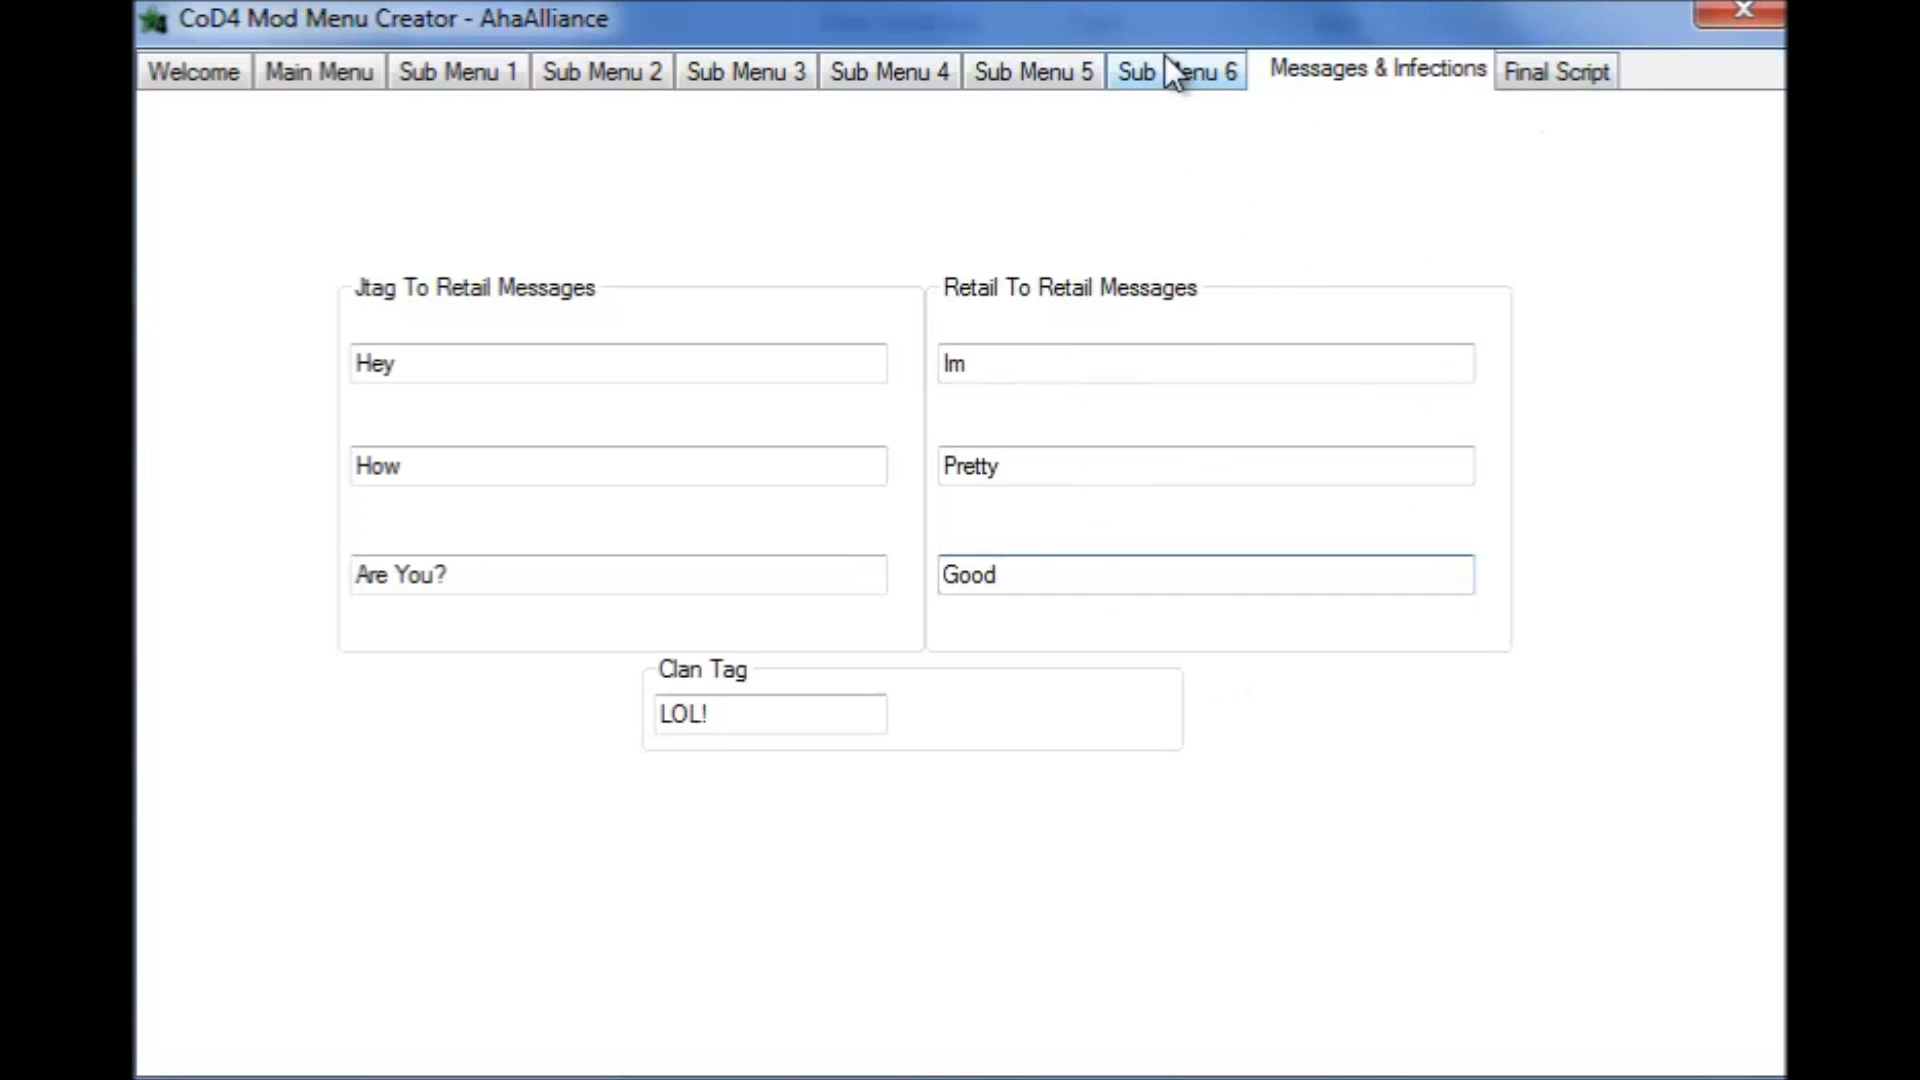 CoD4 Mod Menu Creator - AhaAlliance
Welcome Main Menu Sub Menu 1 Sub Menu 2 Sub Menu 3 Sub Menu 4 Sub Menu 5 Sub Menu 6 Messages & Infections Final Script
Jtag To Retail Messages Retail To Retail Messages
Hey Im
How Pretty
Are You? Good
Clan Tag
LOL!